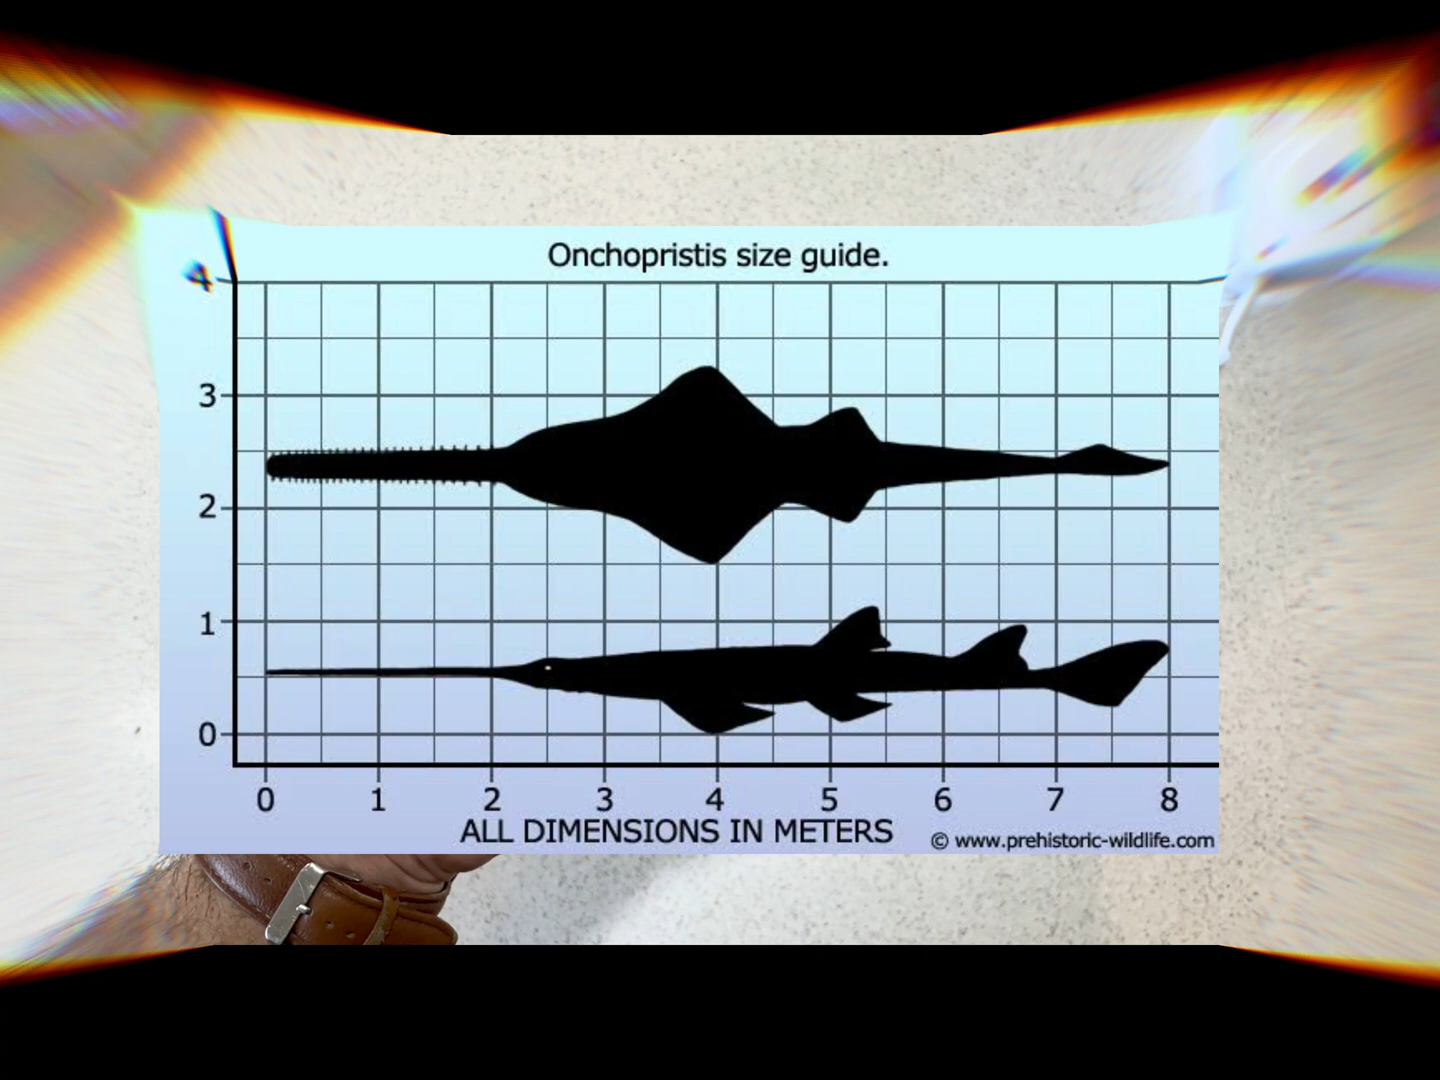 Onchopristis size guide.
4
3
2
1
0
0 1 2 3 4 5 6 7 8
ALL DIMENSIONS IN METERS
© www.prehistoric-wildlife.com